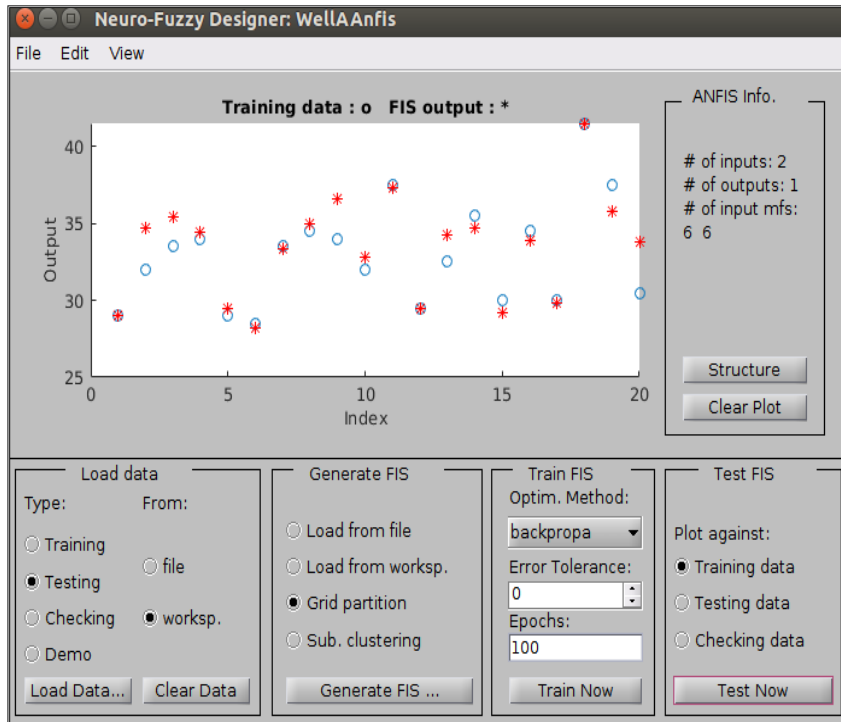 Neuro-Fuzzy Designer: WellAAnfis
File Edit View
Training data : o FIS output : *
Output
40
35
30
25
0 5 10 15 20
Index
ANFIS Info.
# of inputs: 2
# of outputs: 1
# of input mfs:
6 6
Structure
Clear Plot
Load data
Type: From:
Training
Testing
Checking
Demo
file
worksp.
Load Data... Clear Data
Generate FIS
Load from file
Load from worksp.
Grid partition
Sub. clustering
Generate FIS ...
Train FIS
Optim. Method:
backpropa
Error Tolerance:
0
Epochs:
100
Train Now
Test FIS
Plot against:
Training data
Testing data
Checking data
Test Now